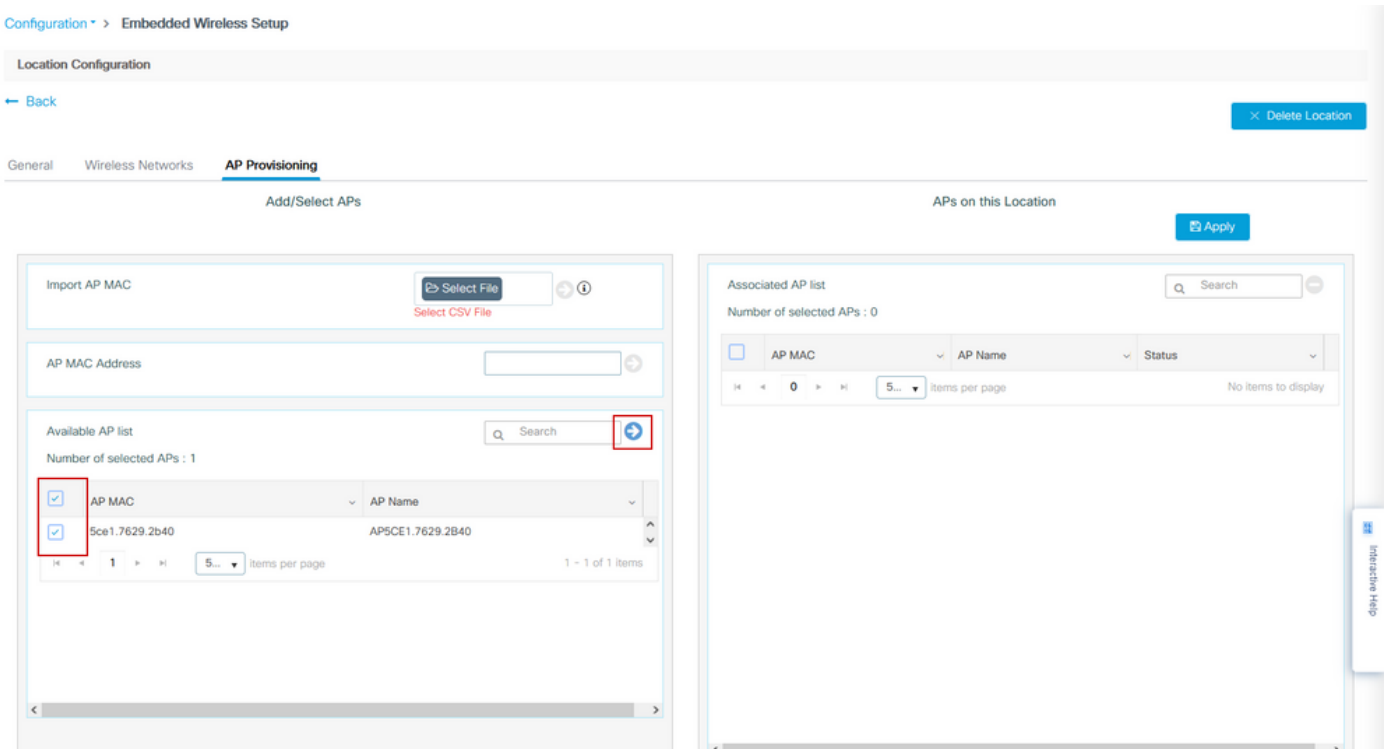 Configuration > Embedded Wireless Setup
Location Configuration
← Back
× Delete Location
General Wireless Networks AP Provisioning
Add/Select APs
APs on this Location
Apply
Import AP MAC
Select File
Select CSV File
AP MAC Address
Available AP list
Search
Number of selected APs : 1
AP MAC AP Name
5ce1.7629.2b40 AP5CE1.7629.2B40
1 5... items per page 1 - 1 of 1 items
Associated AP list
Search
Number of selected APs : 0
AP MAC AP Name Status
0 5... items per page No items to display
Interactive Help